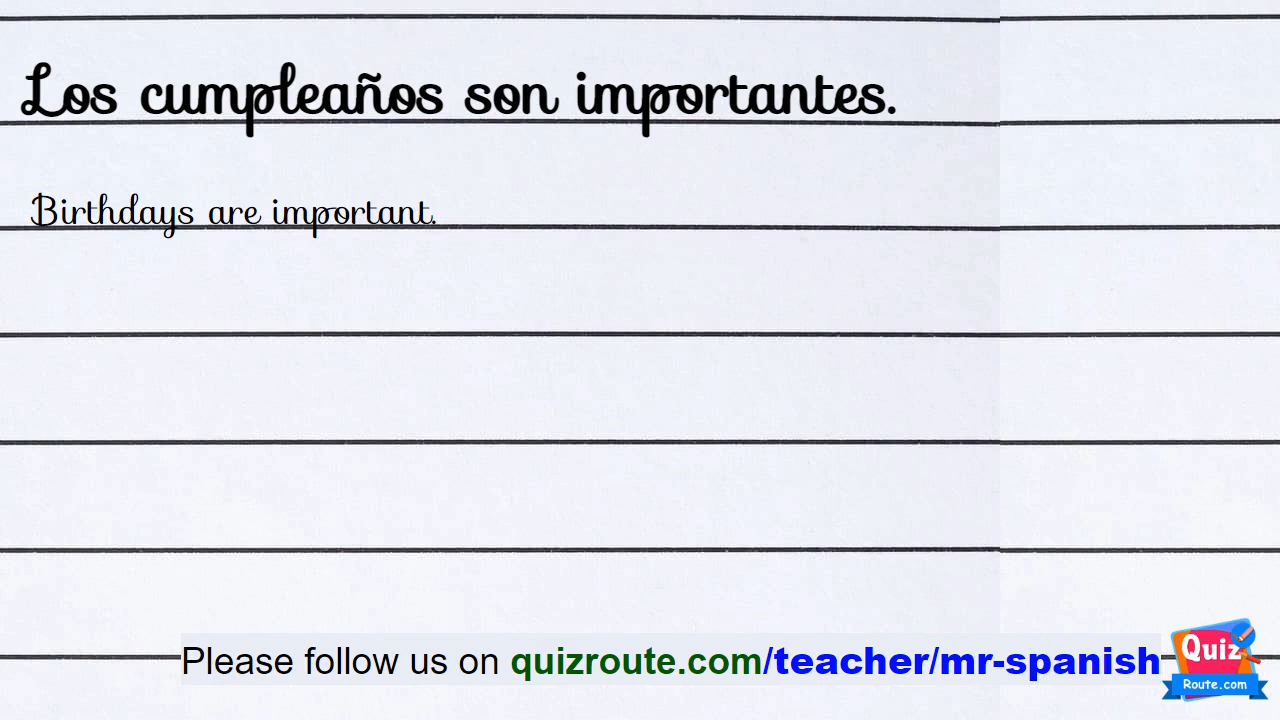 Los cumpleaños son importantes.
Birthdays are important.
Please follow us on quizroute.com/teacher/mr-spanish
Quiz
Route.com